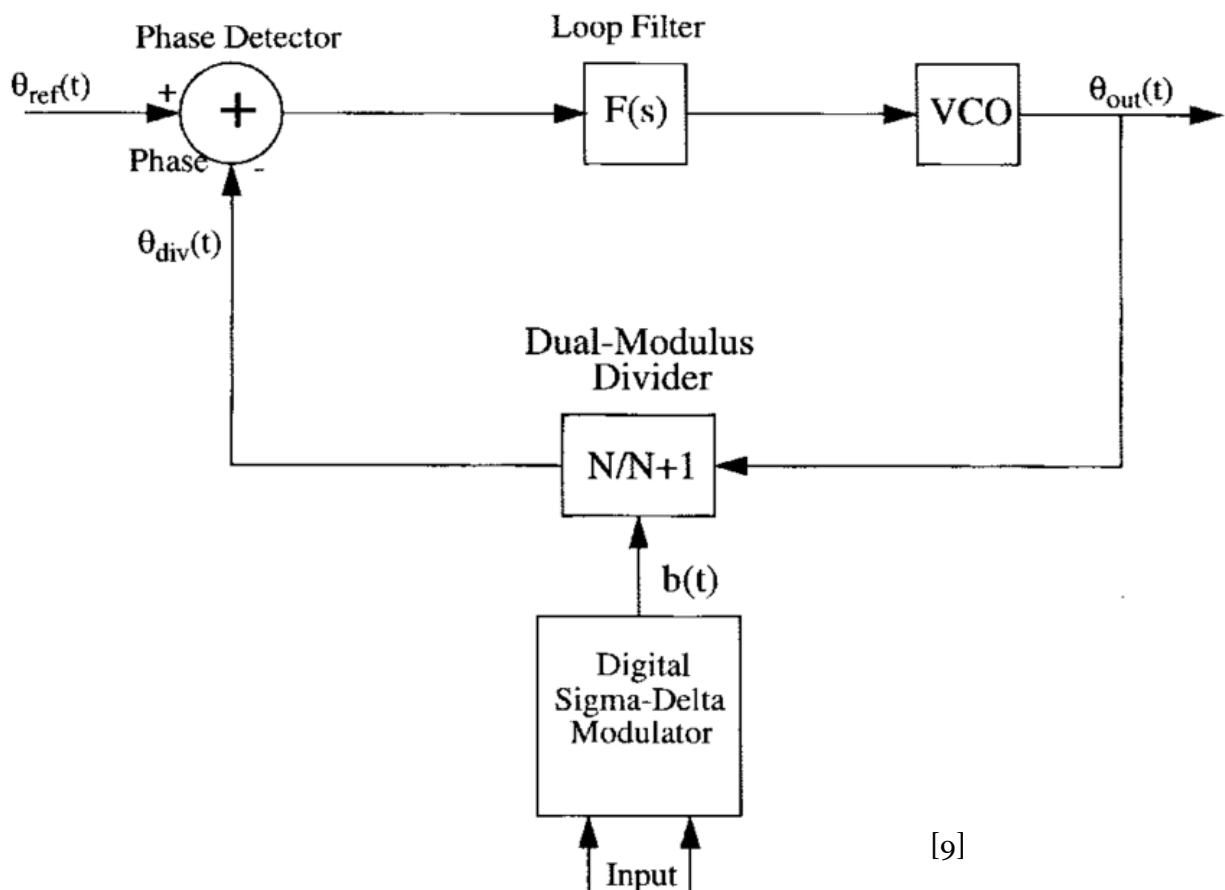 Phase Detector
Loop Filter
θref(t)
+
+
F(s)
VCO
θout(t)
Phase
-
θdiv(t)
Dual-Modulus
Divider
N/N+1
b(t)
Digital
Sigma-Delta
Modulator
[9]
Input